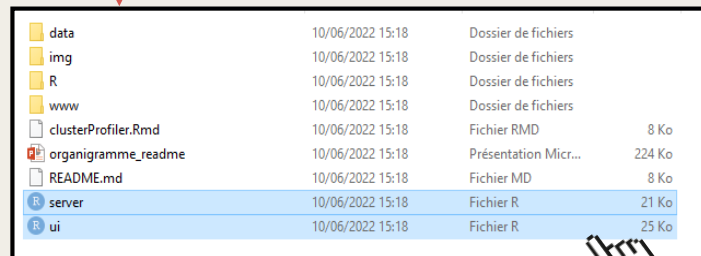 data 10/06/2022 15:18 Dossier de fichiers
img 10/06/2022 15:18 Dossier de fichiers
R 10/06/2022 15:18 Dossier de fichiers
www 10/06/2022 15:18 Dossier de fichiers
clusterProfiler.Rmd 10/06/2022 15:18 Fichier RMD 8 Ko
organigramme_readme 10/06/2022 15:18 Présentation Micr... 224 Ko
README.md 10/06/2022 15:18 Fichier MD 8 Ko
R server 10/06/2022 15:18 Fichier R 21 Ko
R ui 10/06/2022 15:18 Fichier R 25 Ko